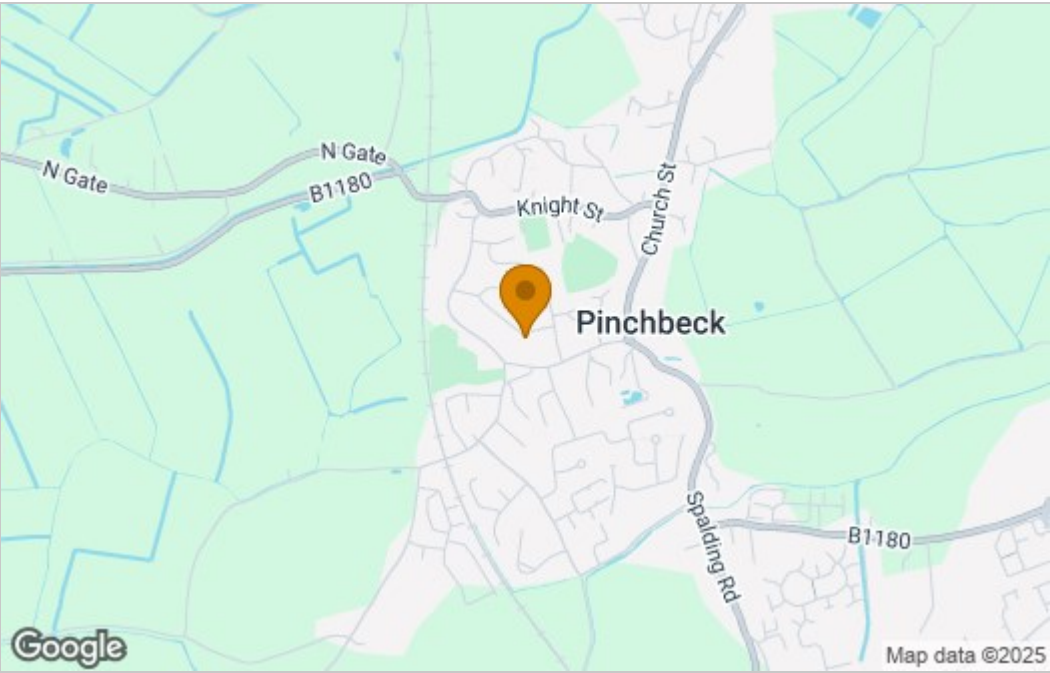 N Gate
N Gate
B1180
Knight St
Church St
Pinchbeck
Spalding Rd
B1180
Google
Map data ©2025